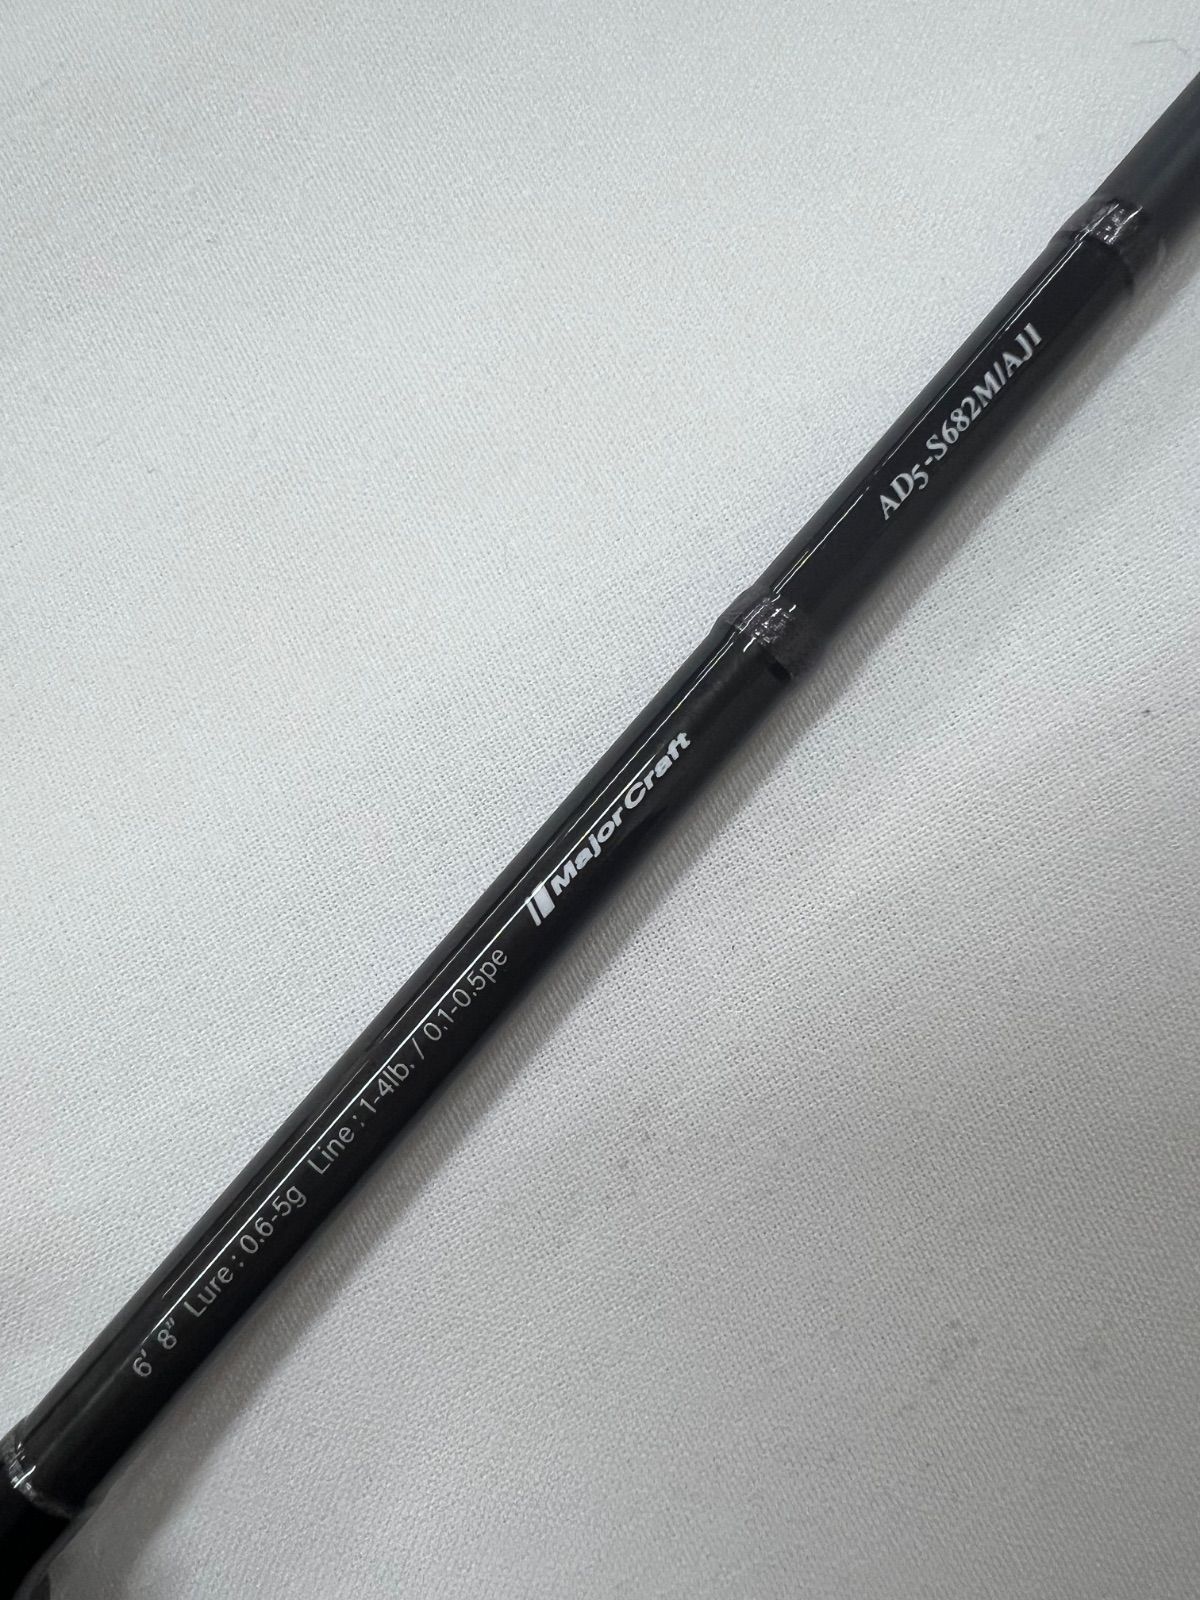 6' 8" Lure : 0.6-5g Line : 1-4lb. / 0.1-0.5pe
MajorCraft
AD5-S682M/AJI